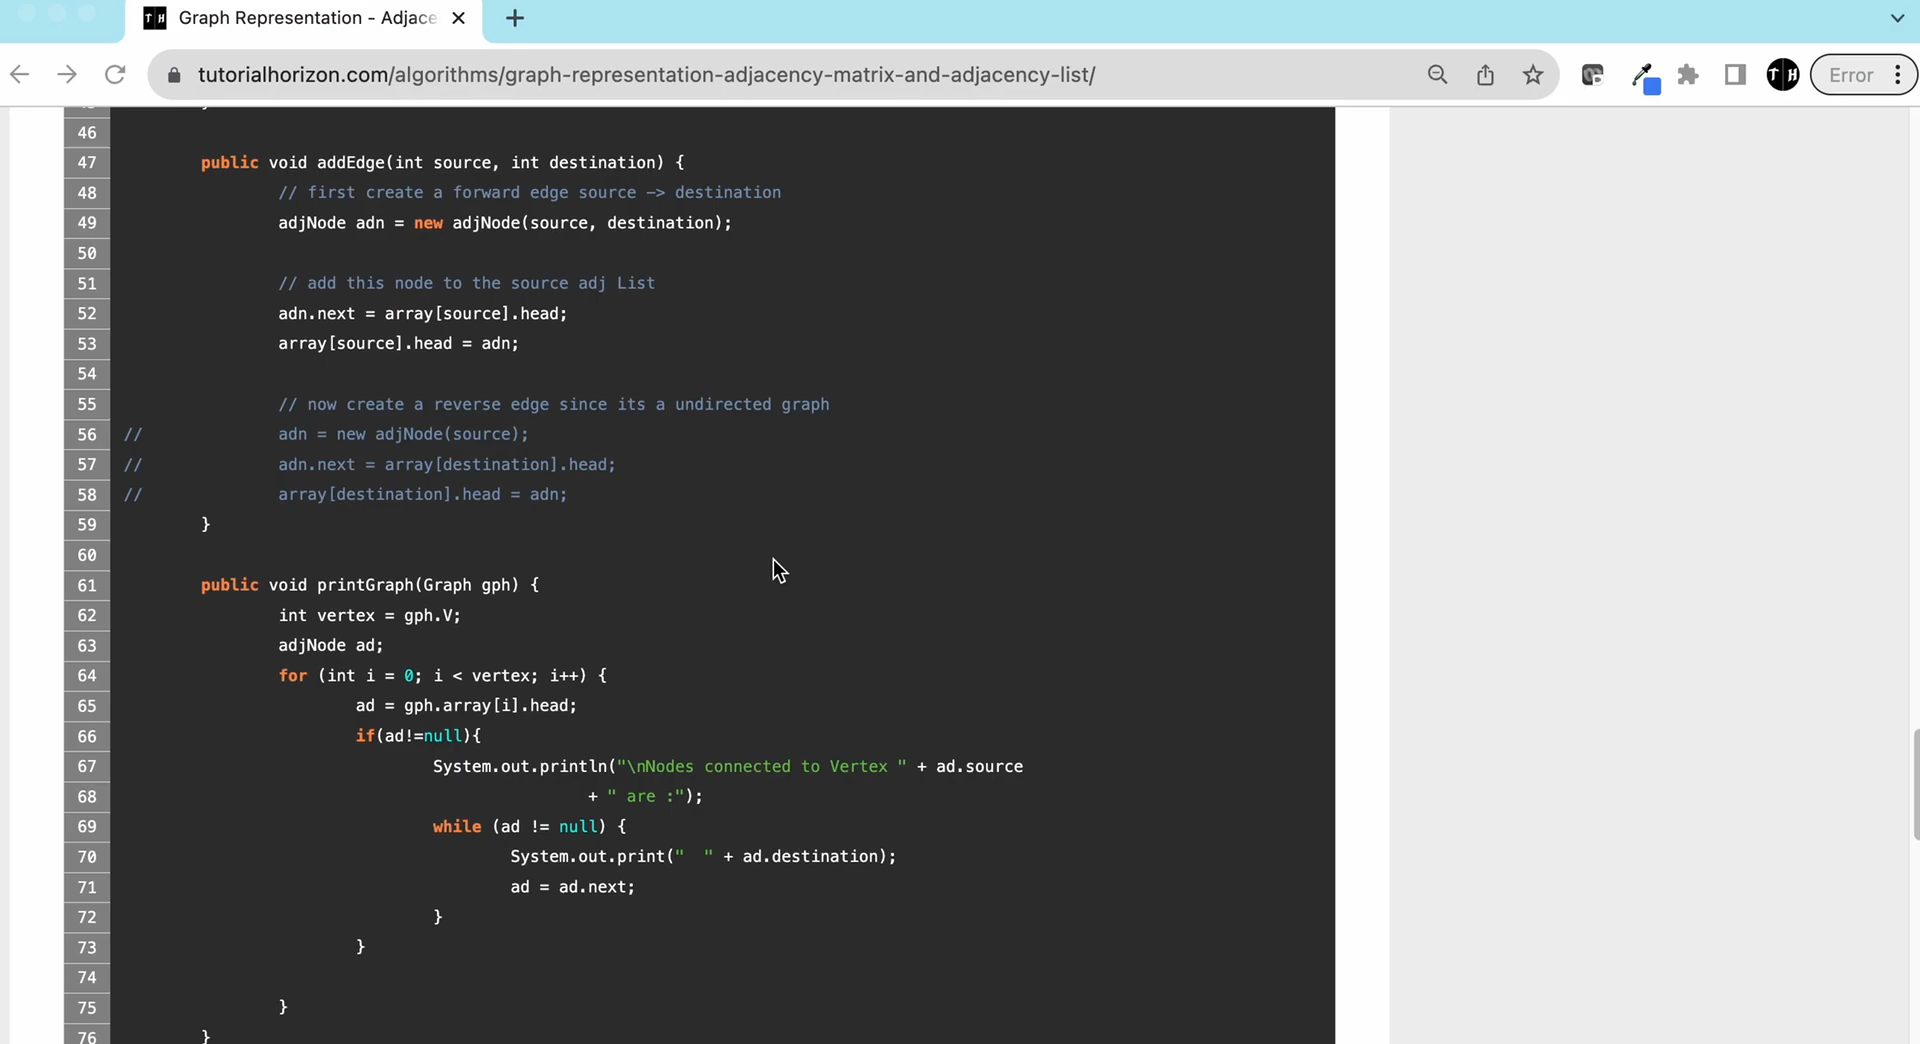 TH Graph Representation - Adjace
tutorialhorizon.com/algorithms/graph-representation-adjacency-matrix-and-adjacency-list/
TH
Error
46
47 public void addEdge(int source, int destination) {
48 // first create a forward edge source -> destination
49 adjNode adn = new adjNode(source, destination);
50
51 // add this node to the source adj List
52 adn.next = array[source].head;
53 array[source].head = adn;
54
55 // now create a reverse edge since its a undirected graph
56 // adn = new adjNode(source);
57 // adn.next = array[destination].head;
58 // array[destination].head = adn;
59 }
60
61 public void printGraph(Graph gph) {
62 int vertex = gph.V;
63 adjNode ad;
64 for (int i = 0; i < vertex; i++) {
65 ad = gph.array[i].head;
66 if(ad!=null){
67 System.out.println("\nNodes connected to Vertex " + ad.source
68 + " are :");
69 while (ad != null) {
70 System.out.print("  " + ad.destination);
71 ad = ad.next;
72 }
73 }
74
75 }
76 }